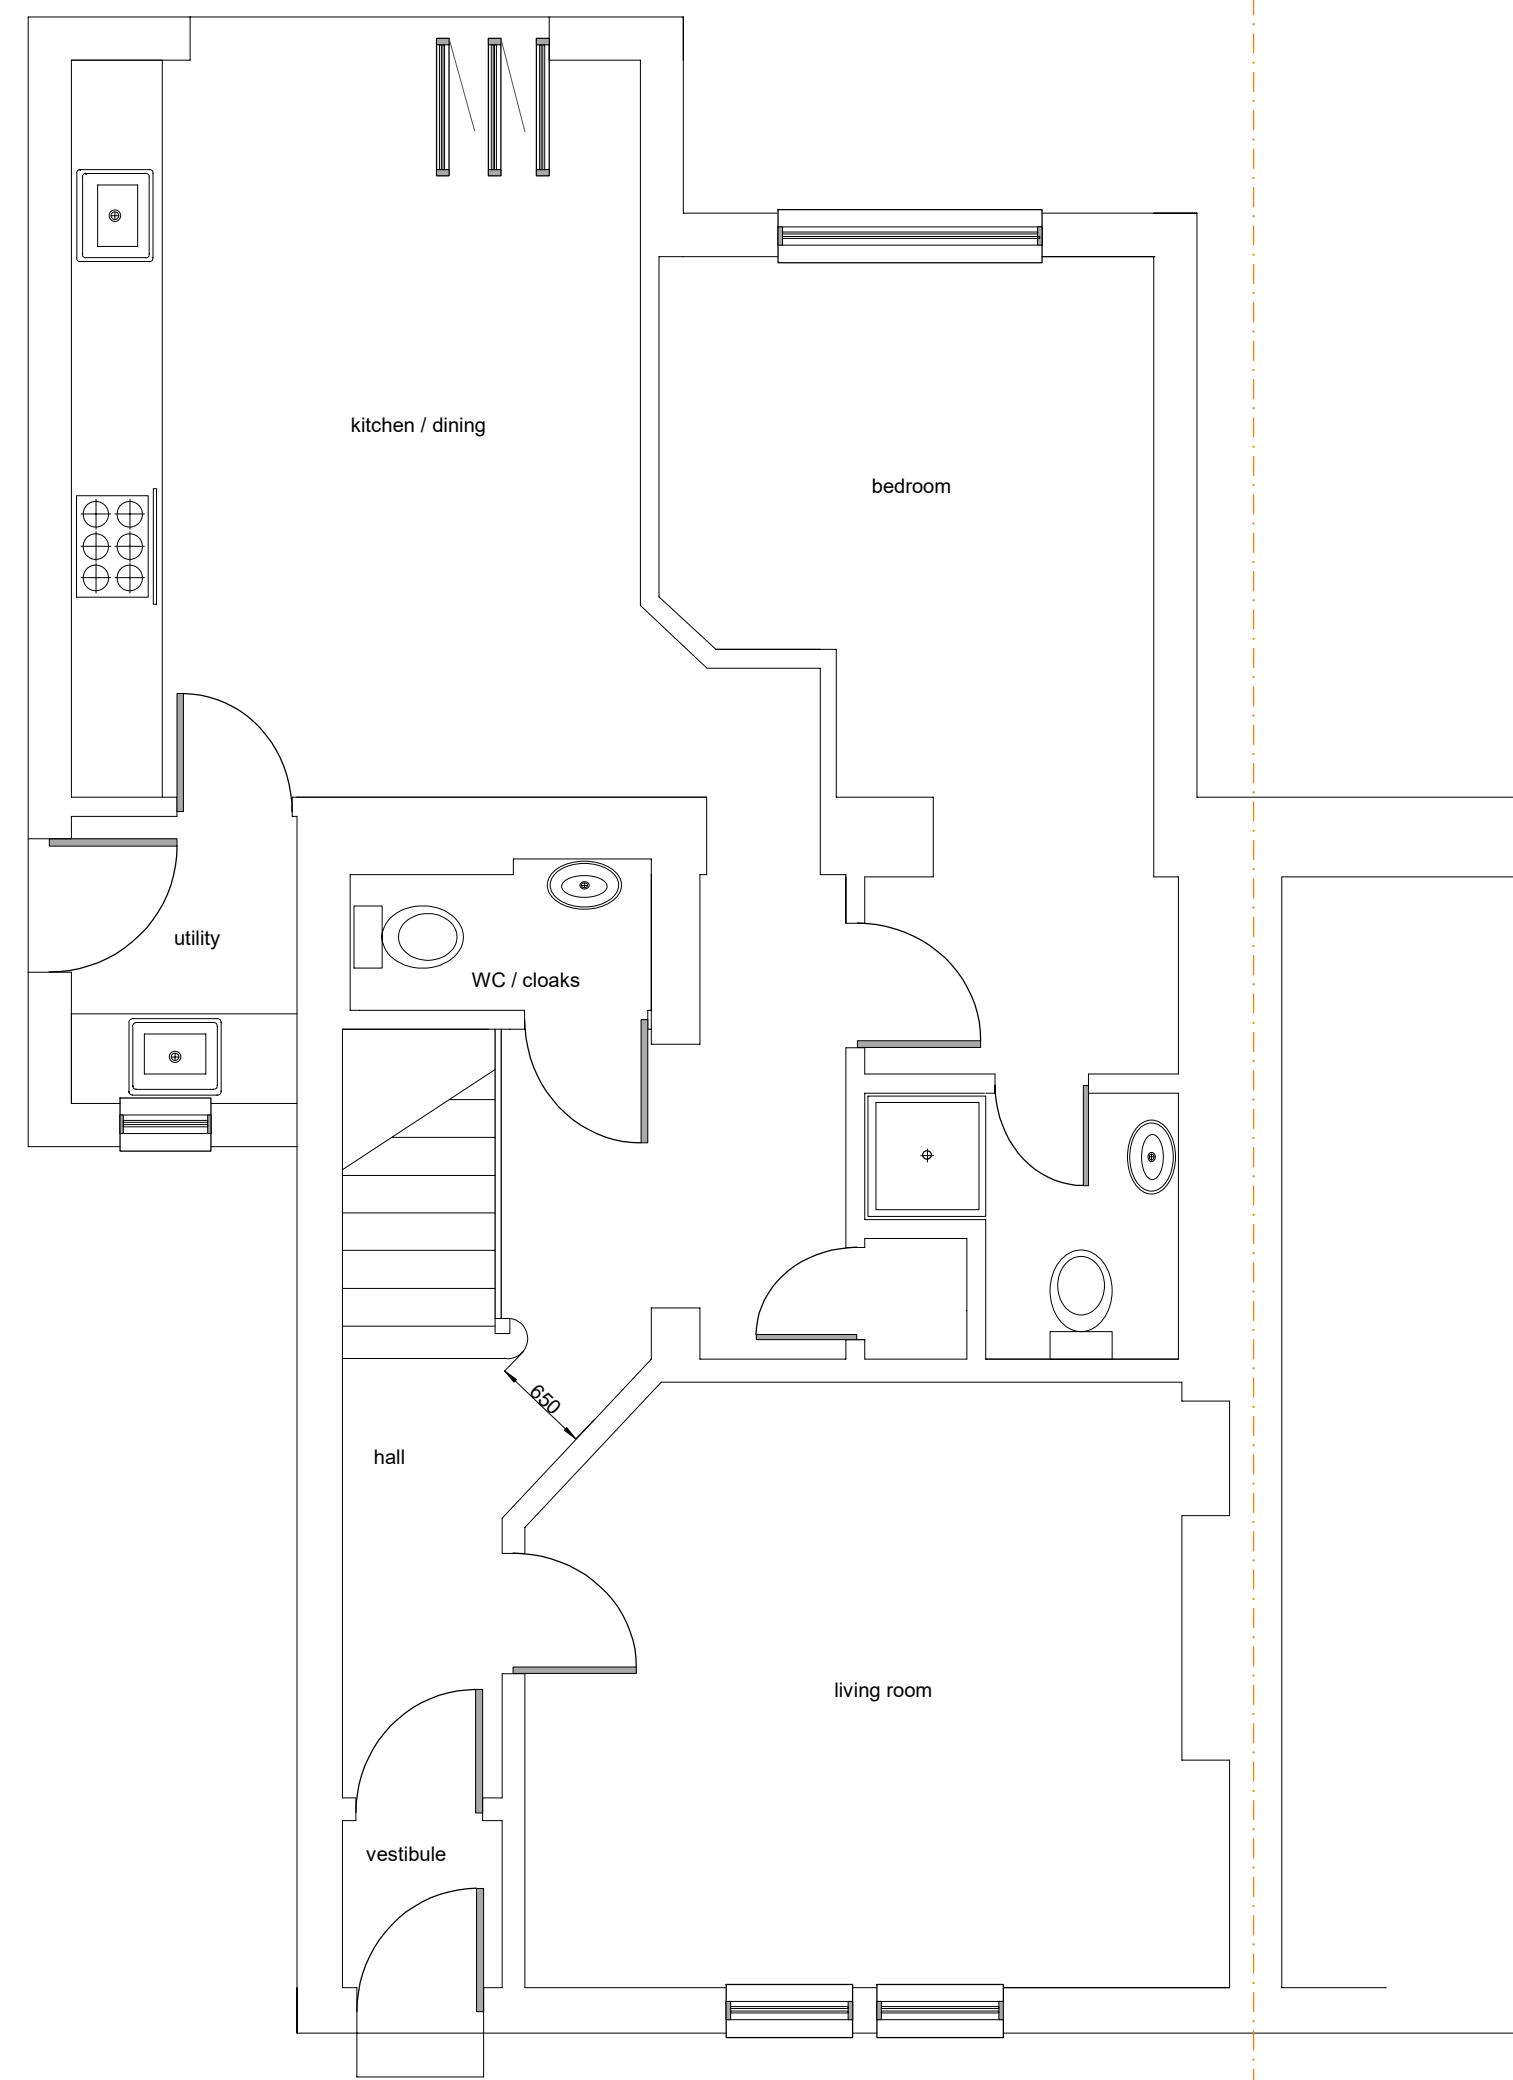 kitchen / dining
bedroom
utility
WC / cloaks
650
hall
living room
vestibule